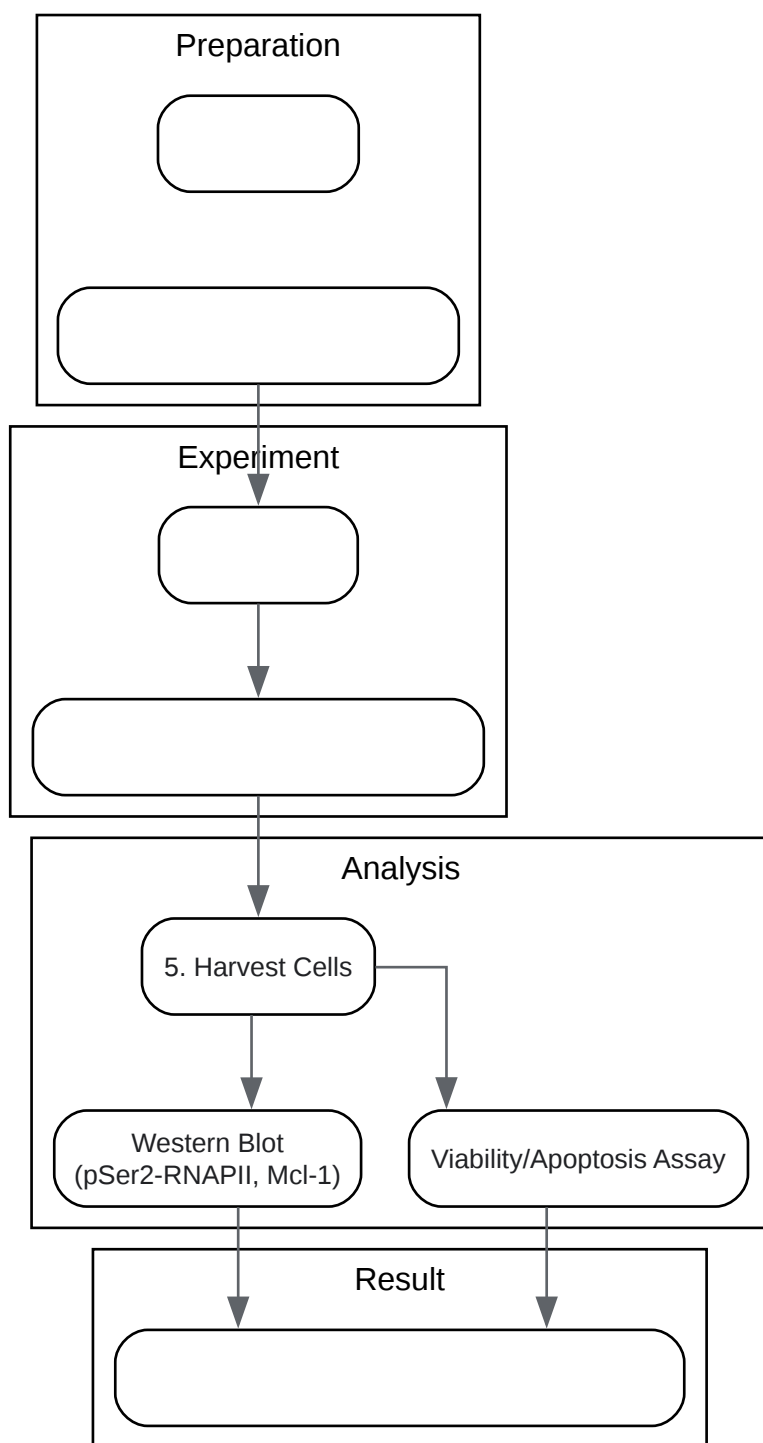 Preparation
Experiment
Analysis
5. Harvest Cells
Western Blot
(pSer2-RNAPII, Mcl-1)
Viability/Apoptosis Assay
Result